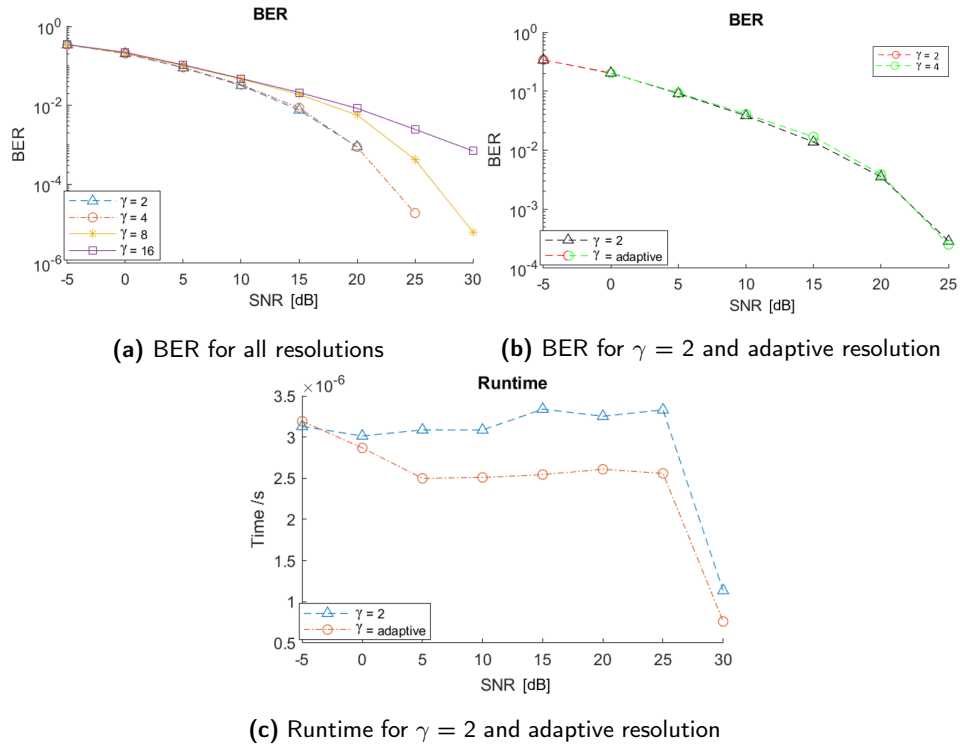 BER
10^0
10^-2
10^-4
10^-6
BER
γ = 2
γ = 4
γ = 8
γ = 16
-5 0 5 10 15 20 25 30
SNR [dB]
(a) BER for all resolutions
BER
10^0
10^-1
10^-2
10^-3
10^-4
BER
γ = 2
γ = 4
γ = 2
γ = adaptive
-5 0 5 10 15 20 25
SNR [dB]
(b) BER for γ = 2 and adaptive resolution
×10^-6
Runtime
3.5
3
2.5
2
1.5
1
0.5
Time /s
γ = 2
γ = adaptive
-5 0 5 10 15 20 25 30
SNR [dB]
(c) Runtime for γ = 2 and adaptive resolution